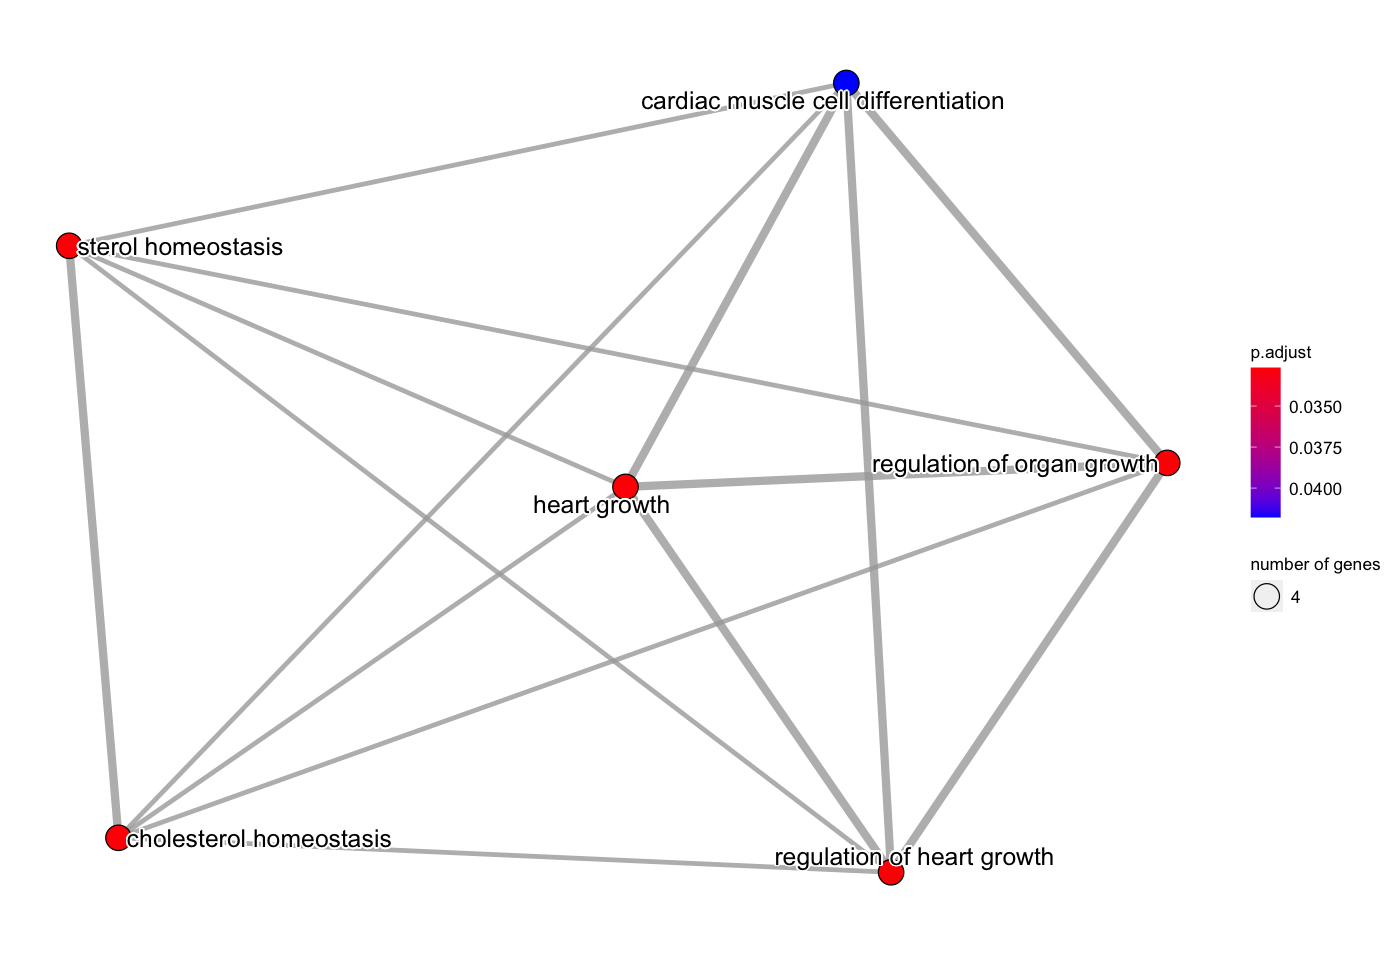 cardiac muscle cell differentiation
sterol homeostasis
regulation of organ growth
heart growth
cholesterol homeostasis
regulation of heart growth
p.adjust
0.0350
0.0375
0.0400
number of genes
4